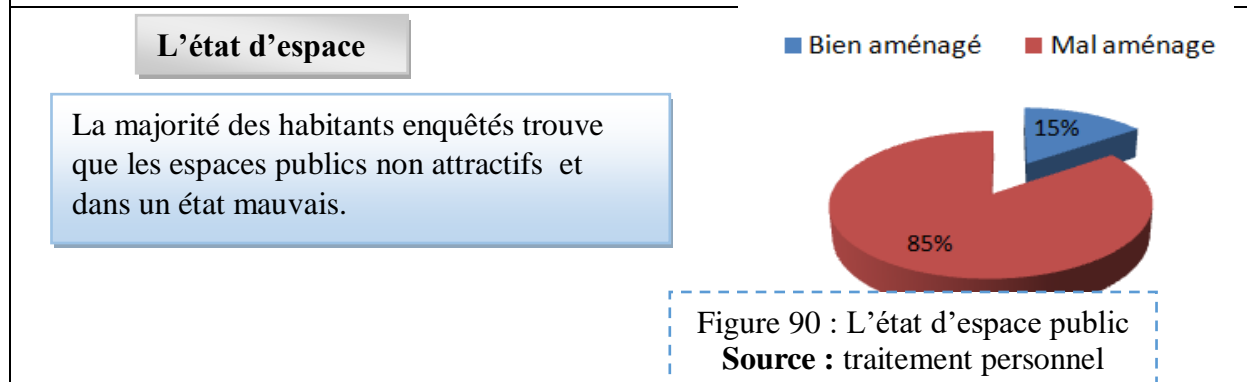 L’état d’espace
La majorité des habitants enquêtés trouve
que les espaces publics non attractifs et
dans un état mauvais.
Bien aménagé Mal aménage
15%
85%
Figure 90 : L’état d’espace public
Source : traitement personnel